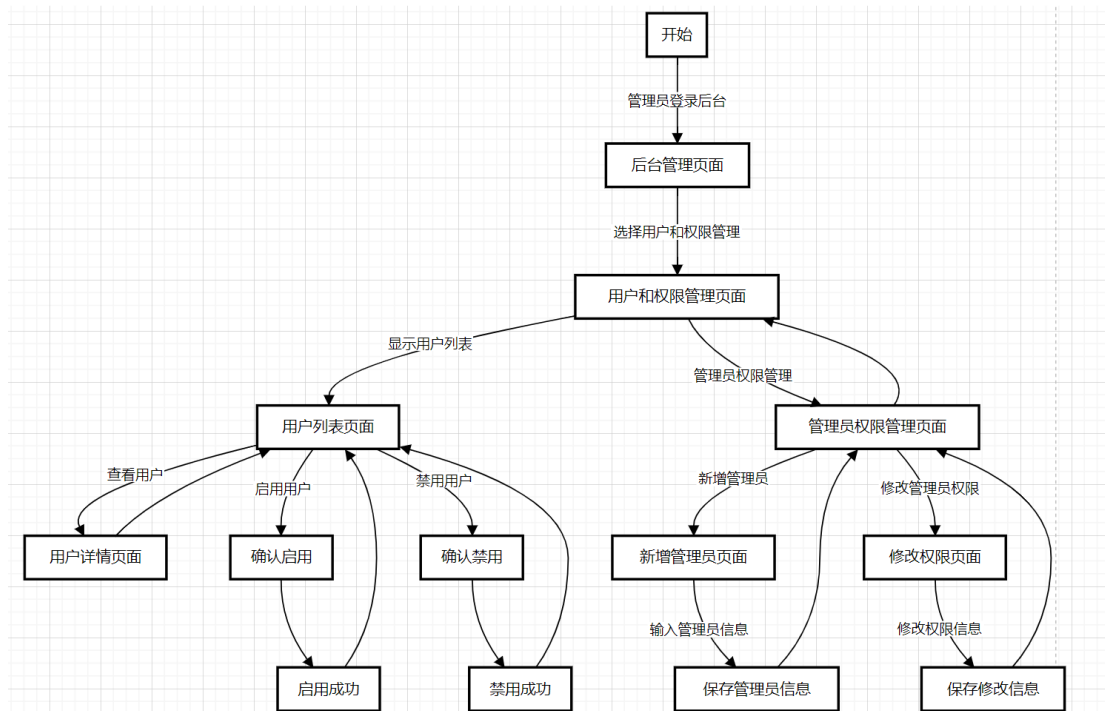 开始
管理员登录后台
后台管理页面
选择用户和权限管理
用户和权限管理页面
显示用户列表
管理员权限管理
用户列表页面
管理员权限管理页面
查看用户
启用用户
禁用用户
新增管理员
修改管理员权限
用户详情页面
确认启用
确认禁用
新增管理员页面
修改权限页面
输入管理员信息
修改权限信息
启用成功
禁用成功
保存管理员信息
保存修改信息